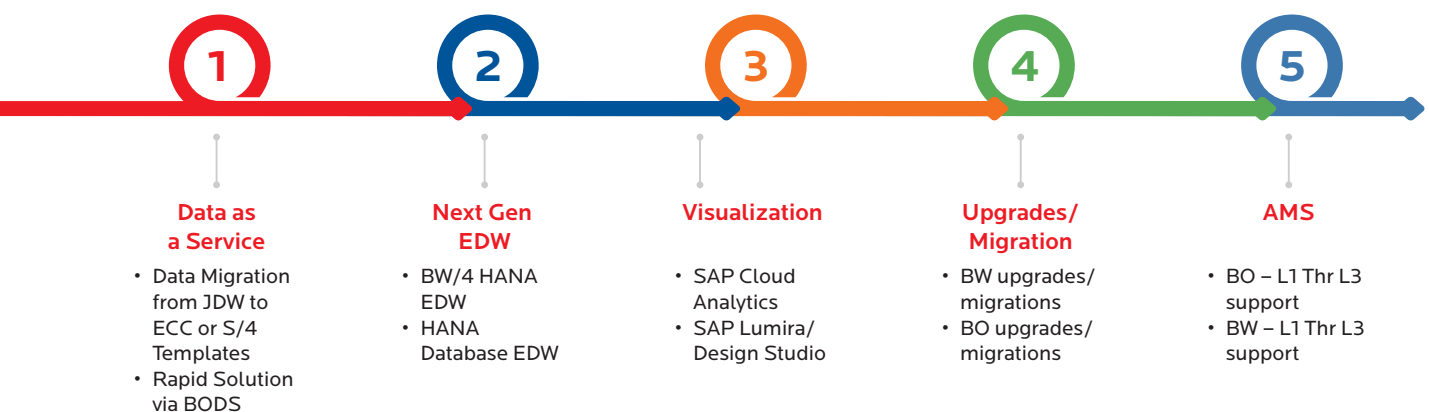 1
2
3
4
5
Data as
a Service
• Data Migration
from JDW to
ECC or S/4
Templates
• Rapid Solution
via BODS
Next Gen
EDW
• BW/4 HANA
EDW
• HANA
Database EDW
Visualization
• SAP Cloud
Analytics
• SAP Lumira/
Design Studio
Upgrades/
Migration
• BW upgrades/
migrations
• BO upgrades/
migrations
AMS
• BO – L1 Thr L3
support
• BW – L1 Thr L3
support